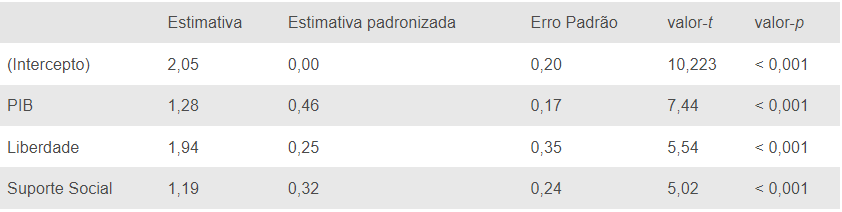 Estimativa Estimativa padronizada Erro Padrão valor-t valor-p
(Intercepto) 2,05 0,00 0,20 10,223 < 0,001
PIB 1,28 0,46 0,17 7,44 < 0,001
Liberdade 1,94 0,25 0,35 5,54 < 0,001
Suporte Social 1,19 0,32 0,24 5,02 < 0,001